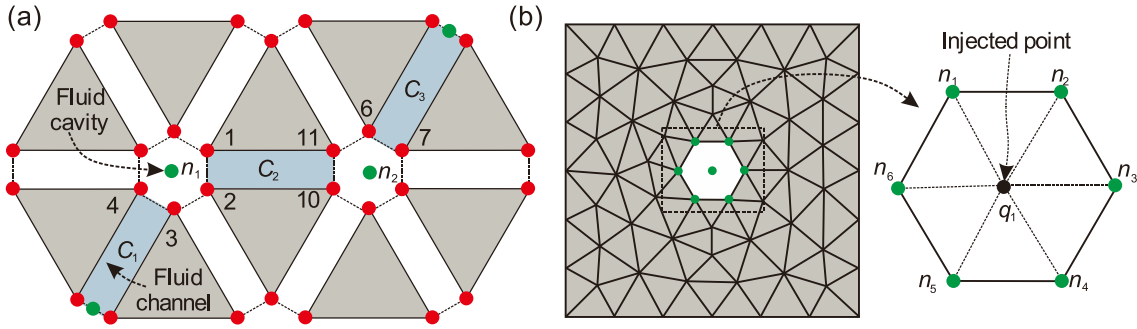 (a)
Fluid
cavity
n1
1
11
C2
2
10
4
3
C1
Fluid
channel
6
7
C3
n2
(b)
Injected point
n1
n2
n3
n4
n5
n6
q1